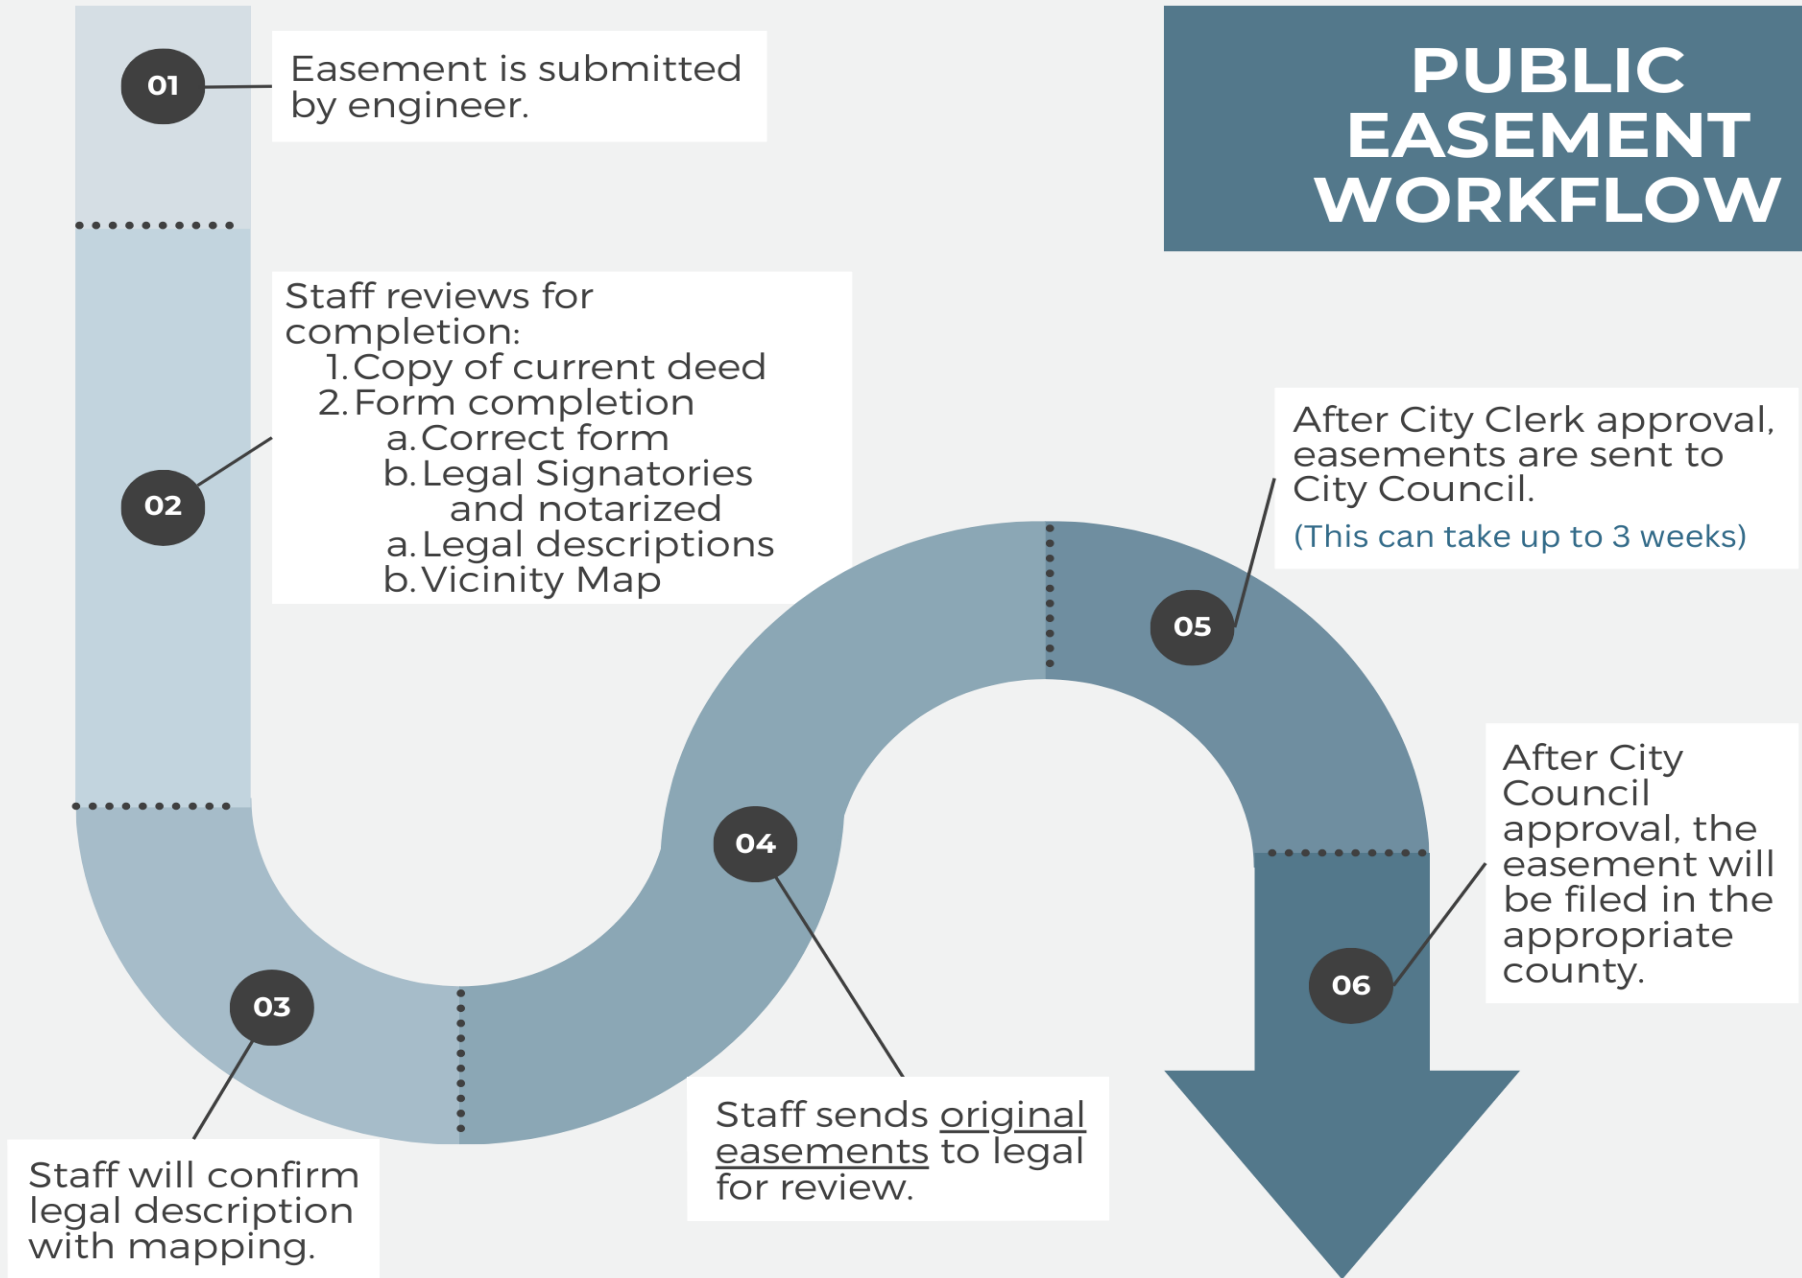 PUBLIC
EASEMENT
WORKFLOW
01
Easement is submitted
by engineer.
02
Staff reviews for
completion:
1. Copy of current deed
2. Form completion
a. Correct form
b. Legal Signatories
and notarized
a. Legal descriptions
b. Vicinity Map
03
Staff will confirm
legal description
with mapping.
04
Staff sends original
easements to legal
for review.
05
After City Clerk approval,
easements are sent to
City Council.
(This can take up to 3 weeks)
06
After City
Council
approval, the
easement will
be filed in the
appropriate
county.